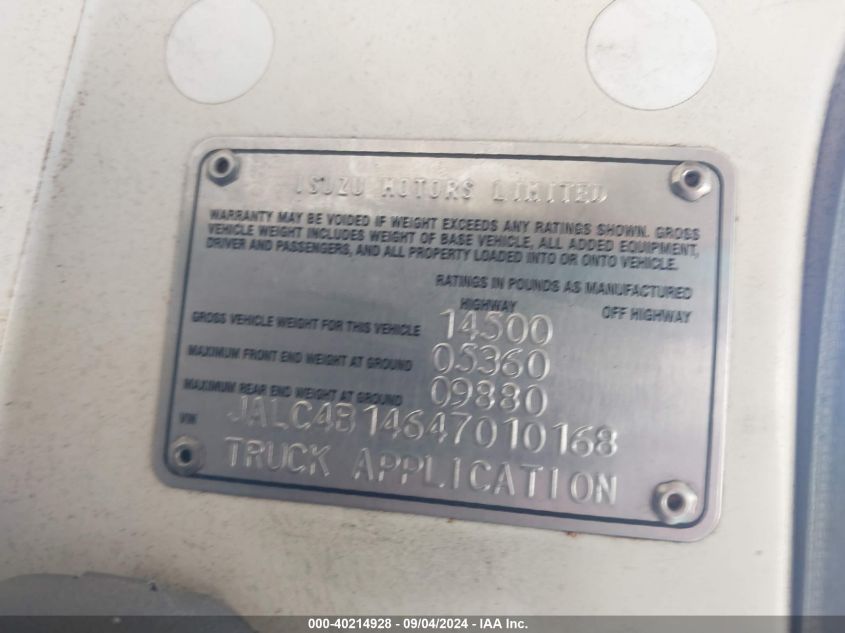 ISUZU MOTORS LIMITED
WARRANTY MAY BE VOIDED IF WEIGHT EXCEEDS ANY RATINGS SHOWN. GROSS
VEHICLE WEIGHT INCLUDES WEIGHT OF BASE VEHICLE, ALL ADDED EQUIPMENT,
DRIVER AND PASSENGERS, AND ALL PROPERTY LOADED INTO OR ONTO VEHICLE.
RATINGS IN POUNDS AS MANUFACTURED
HIGHWAY OFF HIGHWAY
GROSS VEHICLE WEIGHT FOR THIS VEHICLE 14500
MAXIMUM FRONT END WEIGHT AT GROUND 05360
MAXIMUM REAR END WEIGHT AT GROUND 09880
VIN JALC4B14647010168
TRUCK APPLICATION
000-40214928 - 09/04/2024 - IAA Inc.